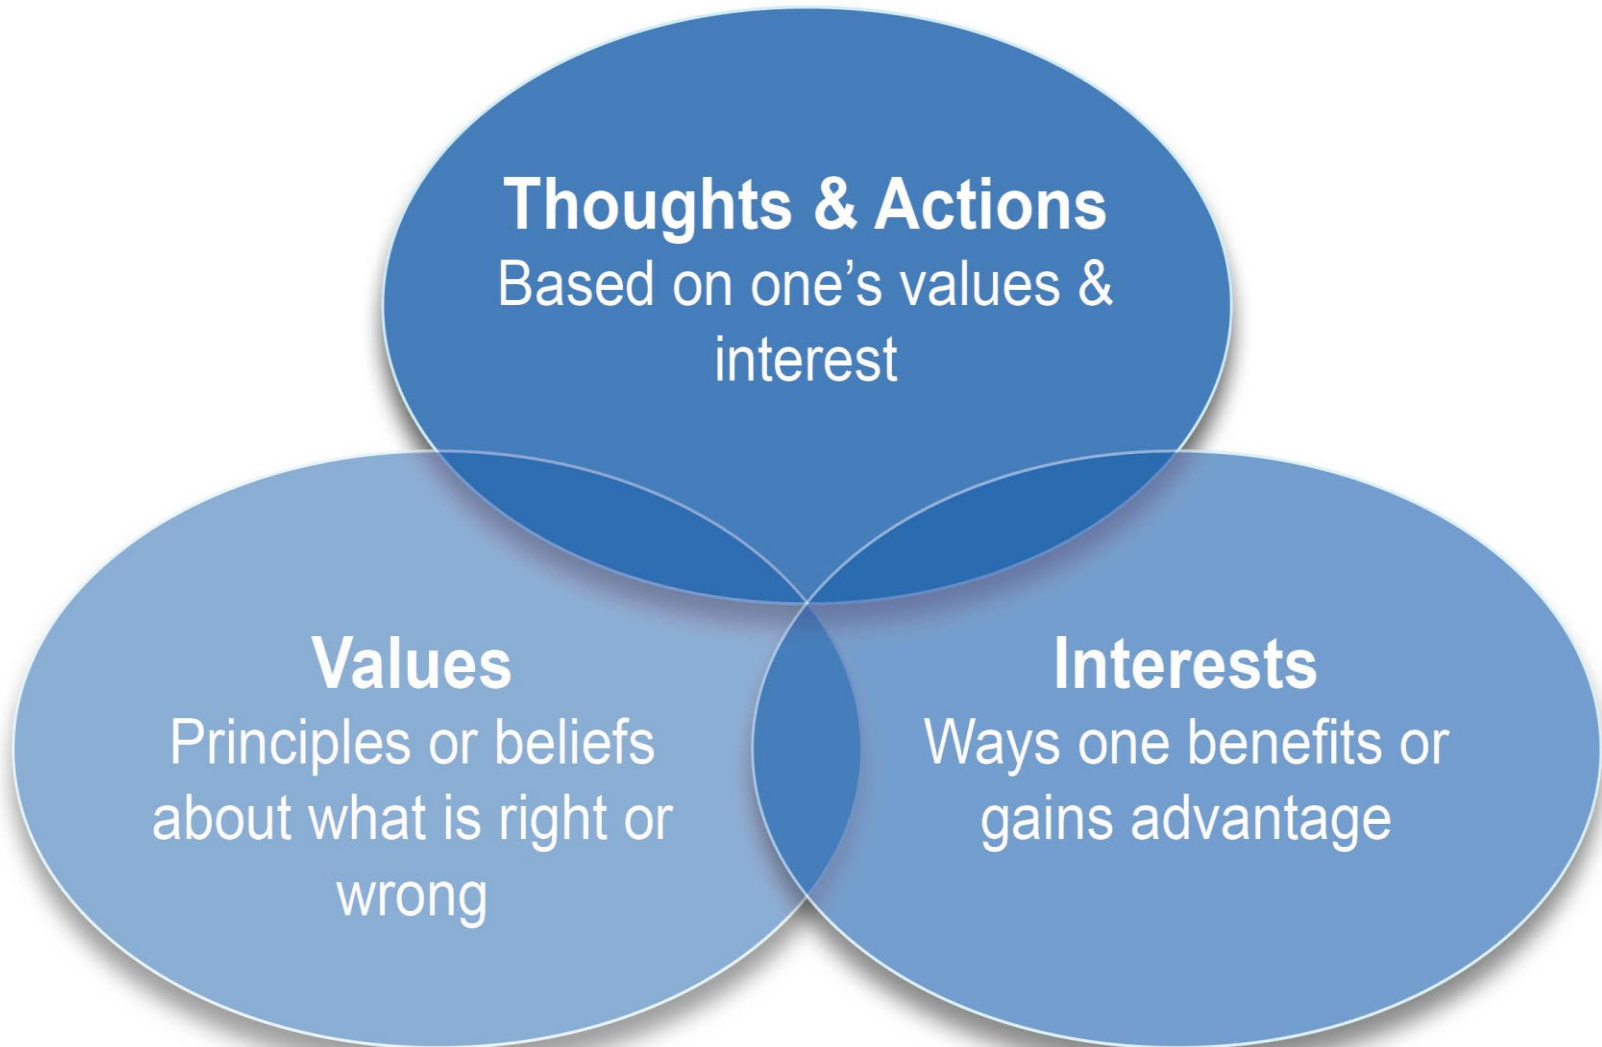 Thoughts & Actions
Based on one’s values &
interest
Values
Principles or beliefs
about what is right or
wrong
Interests
Ways one benefits or
gains advantage